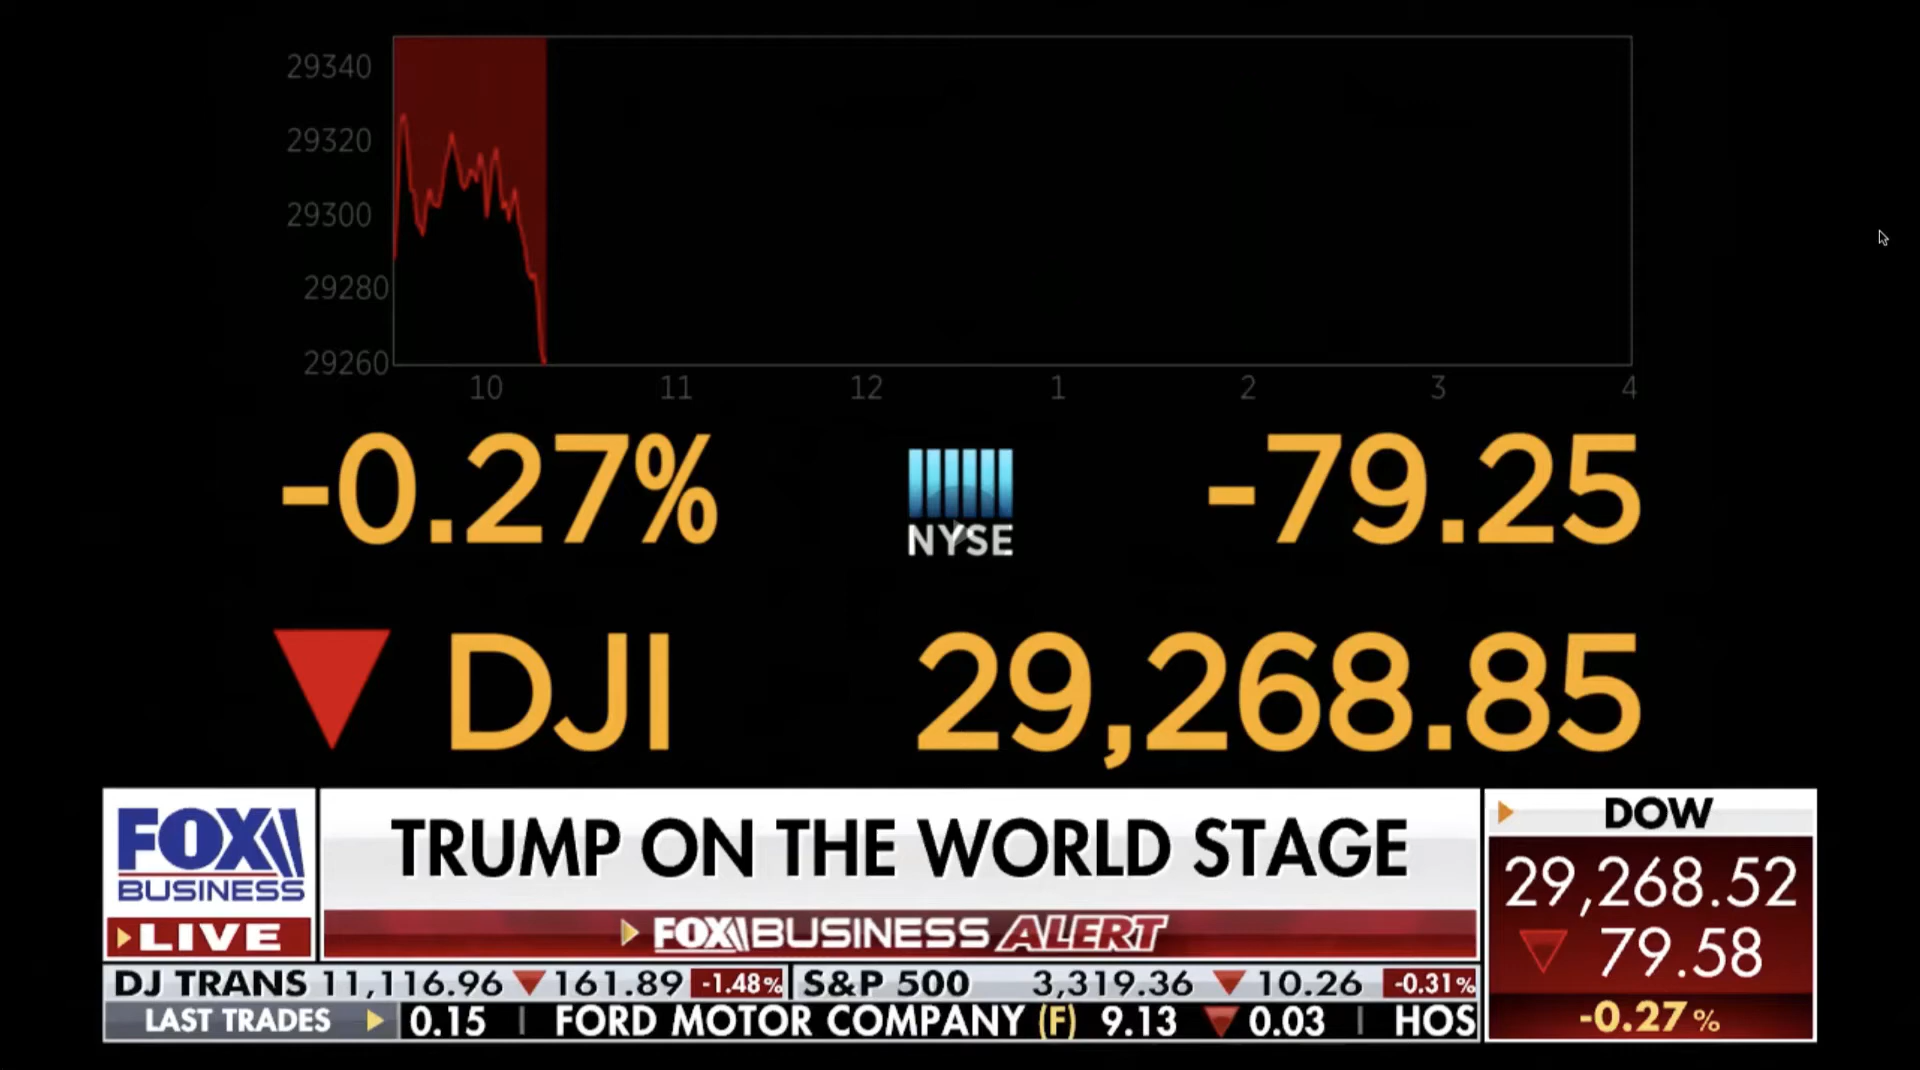 29340
29320
29300
29280
29260
10 11 12 1 2 3 4
-0.27% NYSE -79.25
DJI 29,268.85
FOX BUSINESS
LIVE
TRUMP ON THE WORLD STAGE
FOX BUSINESS ALERT
DOW
29,268.52
79.58
-0.27%
DJ TRANS 11,116.96 ▼ 161.89 -1.48% S&P 500 3,319.36 ▼ 10.26 -0.31%
LAST TRADES 0.15 | FORD MOTOR COMPANY (F) 9.13 ▼ 0.03 | HOS